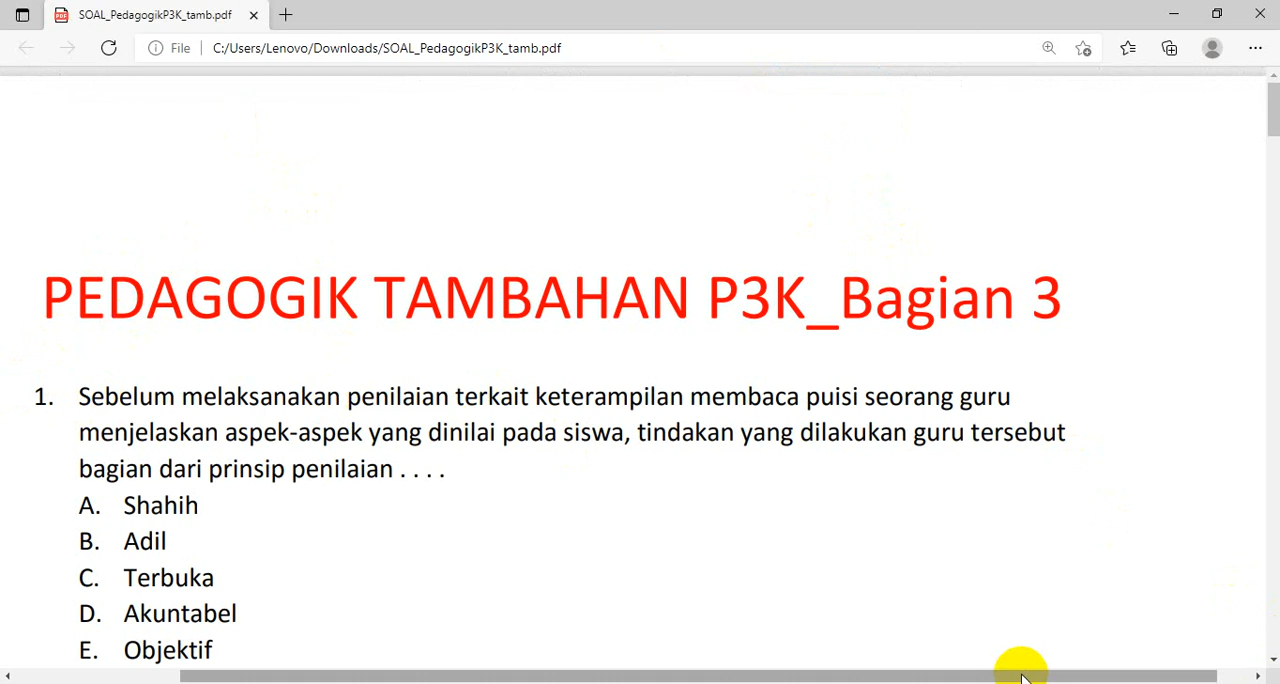 SOAL_PedagogikP3K_tamb.pdf
File C:/Users/Lenovo/Downloads/SOAL_PedagogikP3K_tamb.pdf
PEDAGOGIK TAMBAHAN P3K_Bagian 3
1. Sebelum melaksanakan penilaian terkait keterampilan membaca puisi seorang guru
menjelaskan aspek-aspek yang dinilai pada siswa, tindakan yang dilakukan guru tersebut
bagian dari prinsip penilaian . . . .
A. Shahih
B. Adil
C. Terbuka
D. Akuntabel
E. Objektif